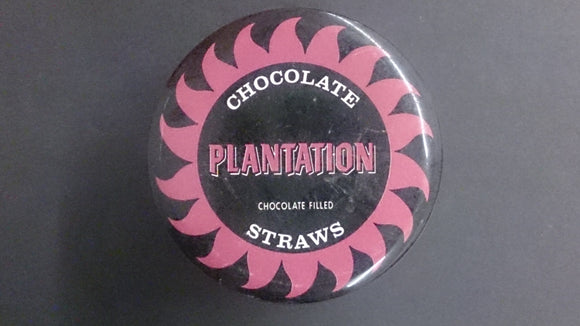 CHOCOLATE
PLANTATION
CHOCOLATE FILLED
STRAWS